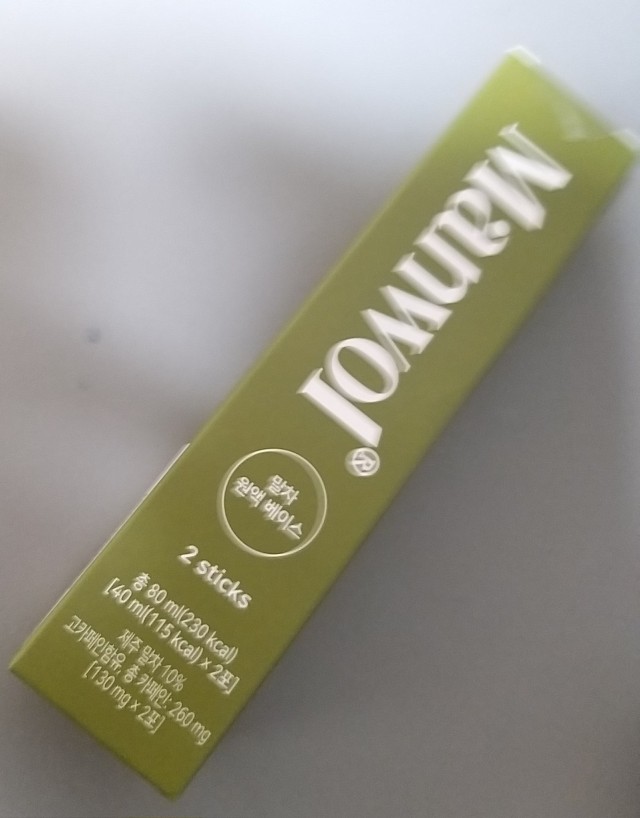 Manwol®
말차
원액 베이스
2 sticks
총 80 ml(230 kcal)
[40 ml(115 kcal) x 2포]
제주 말차 10%
고카페인함유, 총 카페인: 260 mg
[130 mg x 2포]